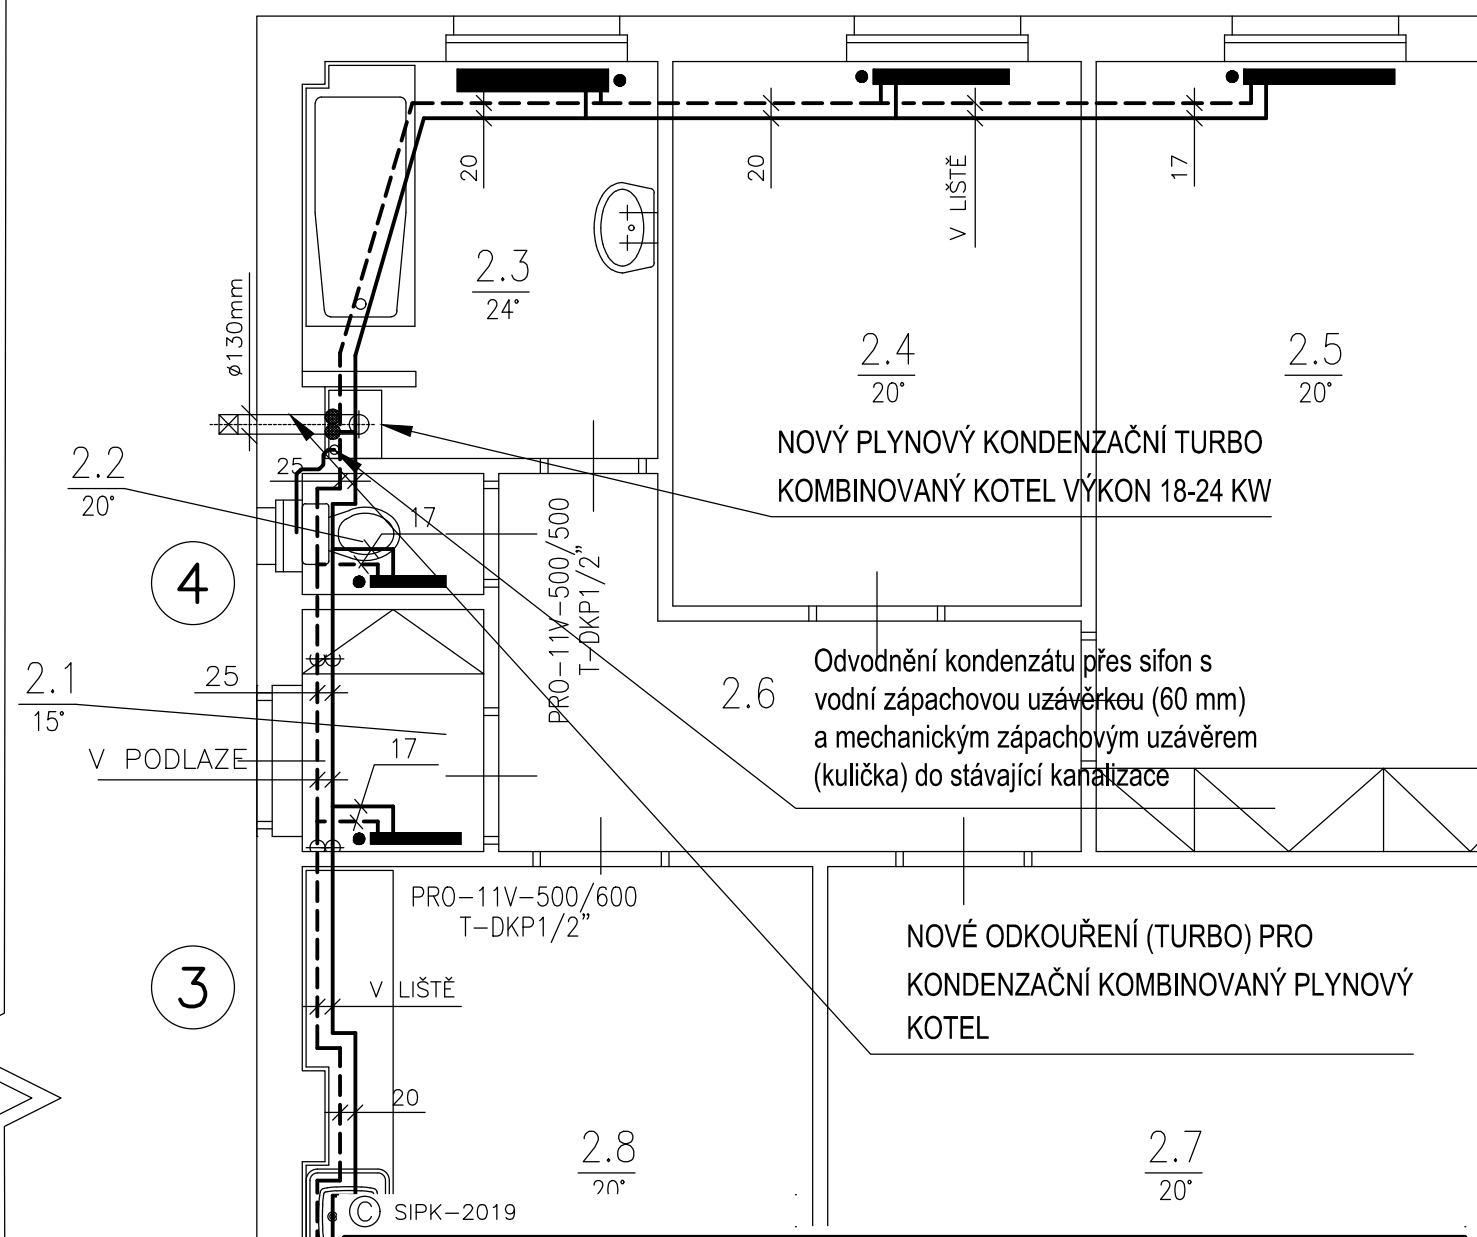 20
20
V LIŠTĚ
17
2.3
24°
ø130mm
2.4
20°
2.5
20°
NOVÝ PLYNOVÝ KONDENZAČNÍ TURBO
KOMBINOVANÝ KOTEL VÝKON 18-24 KW
2.2
20°
25
17
4
PRO-11V-500/500
T-DKP1/2”
Odvodnění kondenzátu přes sifon s
vodní zápachovou uzávěrkou (60 mm)
a mechanickým zápachovým uzávěrem
(kulička) do stávající kanalizace
2.6
2.1
15°
25
V PODLAZE
17
PRO-11V-500/600
T-DKP1/2”
NOVÉ ODKOUŘENÍ (TURBO) PRO
KONDENZAČNÍ KOMBINOVANÝ PLYNOVÝ
KOTEL
3
V LIŠTĚ
20
2.8
20°
2.7
20°
© SIPK-2019